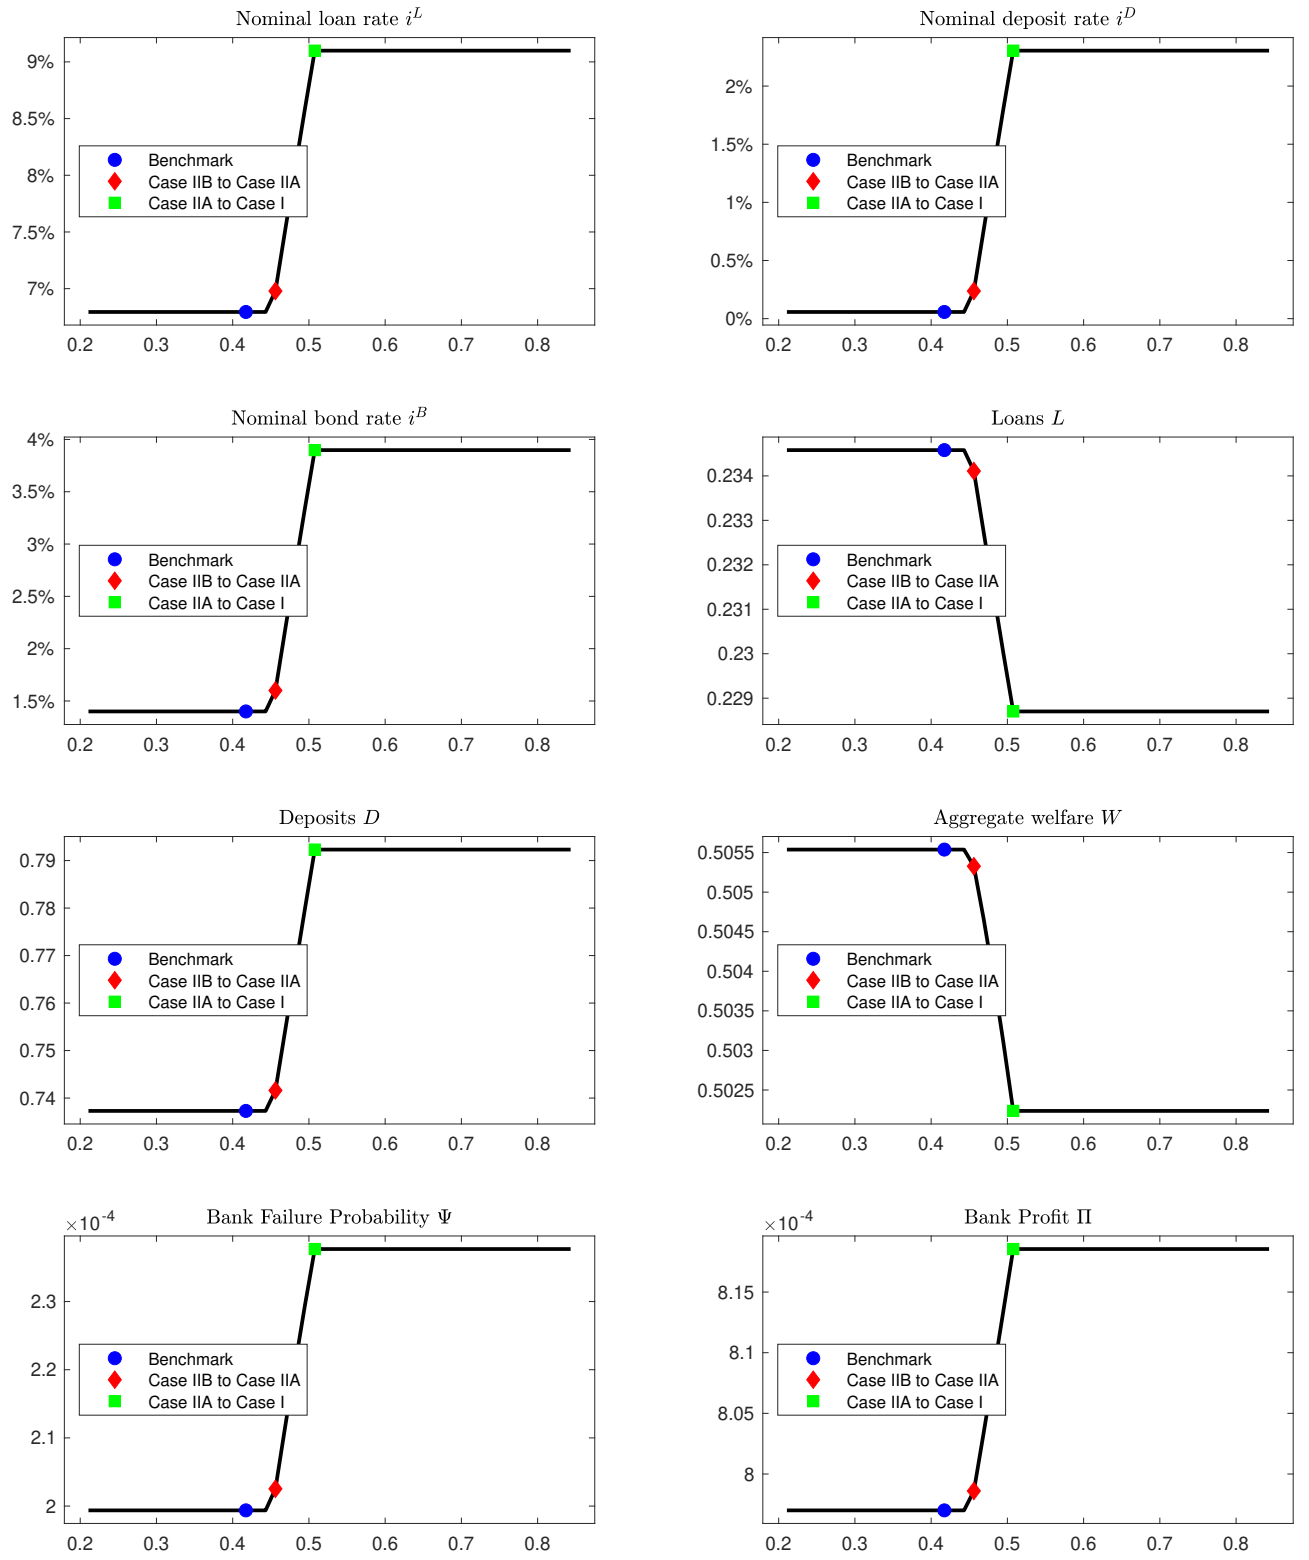 Nominal loan rate i^L
9%
8.5%
8%
7.5%
7%
Benchmark
Case IIB to Case IIA
Case IIA to Case I
0.2 0.3 0.4 0.5 0.6 0.7 0.8
Nominal deposit rate i^D
2%
1.5%
1%
0.5%
0%
Benchmark
Case IIB to Case IIA
Case IIA to Case I
0.2 0.3 0.4 0.5 0.6 0.7 0.8
Nominal bond rate i^B
4%
3.5%
3%
2.5%
2%
1.5%
Benchmark
Case IIB to Case IIA
Case IIA to Case I
0.2 0.3 0.4 0.5 0.6 0.7 0.8
Loans L
0.234
0.233
0.232
0.231
0.23
0.229
Benchmark
Case IIB to Case IIA
Case IIA to Case I
0.2 0.3 0.4 0.5 0.6 0.7 0.8
Deposits D
0.79
0.78
0.77
0.76
0.75
0.74
Benchmark
Case IIB to Case IIA
Case IIA to Case I
0.2 0.3 0.4 0.5 0.6 0.7 0.8
Aggregate welfare W
0.5055
0.505
0.5045
0.504
0.5035
0.503
0.5025
Benchmark
Case IIB to Case IIA
Case IIA to Case I
0.2 0.3 0.4 0.5 0.6 0.7 0.8
Bank Failure Probability Ψ
×10^-4
2.3
2.2
2.1
2
Benchmark
Case IIB to Case IIA
Case IIA to Case I
0.2 0.3 0.4 0.5 0.6 0.7 0.8
Bank Profit Π
×10^-4
8.15
8.1
8.05
8
Benchmark
Case IIB to Case IIA
Case IIA to Case I
0.2 0.3 0.4 0.5 0.6 0.7 0.8